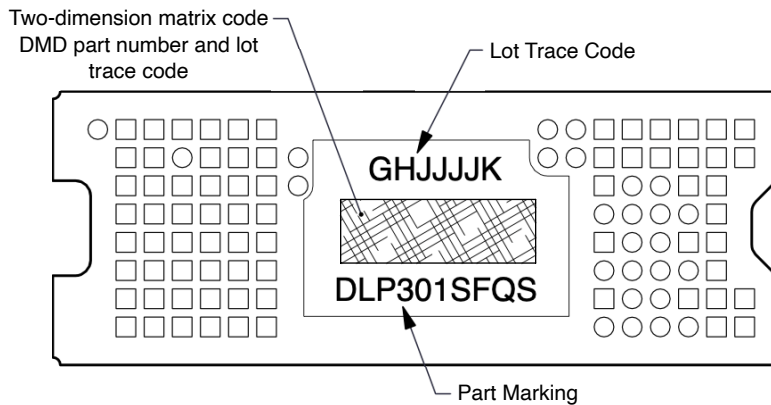 Two-dimension matrix code
DMD part number and lot
trace code
Lot Trace Code
GHJJJJK
DLP301SFQS
Part Marking